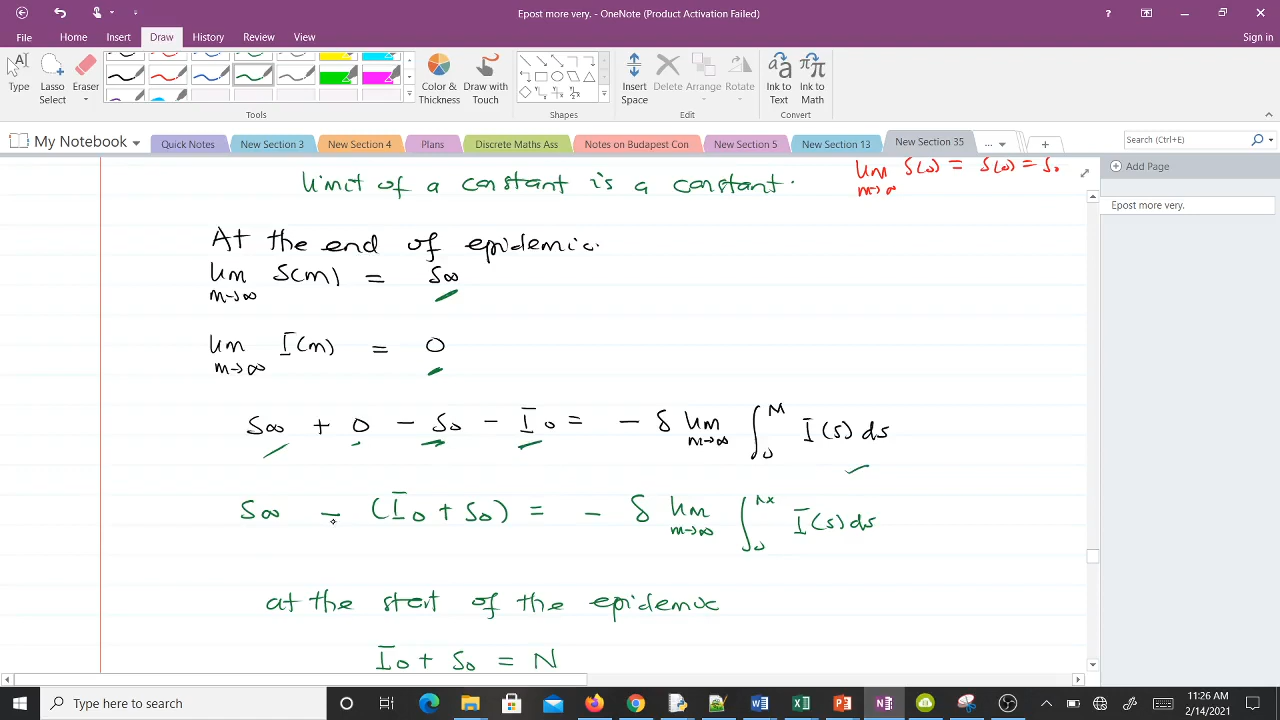 Epost more very. - OneNote (Product Activation Failed)
File Home Insert Draw History Review View Sign in
Type Lasso Select Eraser Color & Thickness Draw with Touch Insert Space Delete Arrange Rotate Ink to Text Ink to Math
Tools Shapes Edit Convert
My Notebook Quick Notes New Section 3 New Section 4 Plans Discrete Maths Ass Notes on Budapest Con New Section 5 New Section 13 New Section 35 ... Search (Ctrl+E)
Add Page
Epost more very.
lim S(0) = S(0) = S0
m→∞
limit of a constant is a constant.
At the end of epidemic.
lim S(m) = S∞
m→∞
lim I(m) = 0
m→∞
S∞ + 0 - S0 - I0 = - δ lim m→∞ ∫0^M I(s) ds
S∞ - (I0 + S0) = - δ lim m→∞ ∫0 I(s) ds
at the start of the epidemic
I0 + S0 = N
Type here to search
11:26 AM
2/14/2021